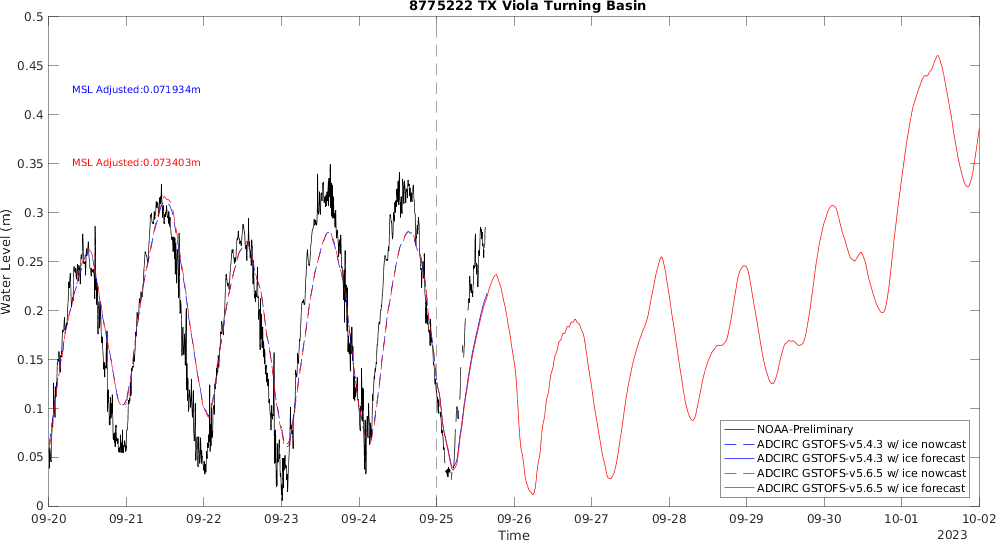 8775222 TX Viola Turning Basin
0.5
0.45
0.4
0.35
0.3
0.25
0.2
0.15
0.1
0.05
0
Water Level (m)
MSL Adjusted:0.071934m
MSL Adjusted:0.073403m
NOAA-Preliminary
ADCIRC GSTOFS-v5.4.3 w/ ice nowcast
ADCIRC GSTOFS-v5.4.3 w/ ice forecast
ADCIRC GSTOFS-v5.6.5 w/ ice nowcast
ADCIRC GSTOFS-v5.6.5 w/ ice forecast
09-20 09-21 09-22 09-23 09-24 09-25 09-26 09-27 09-28 09-29 09-30 10-01 10-02
Time
2023